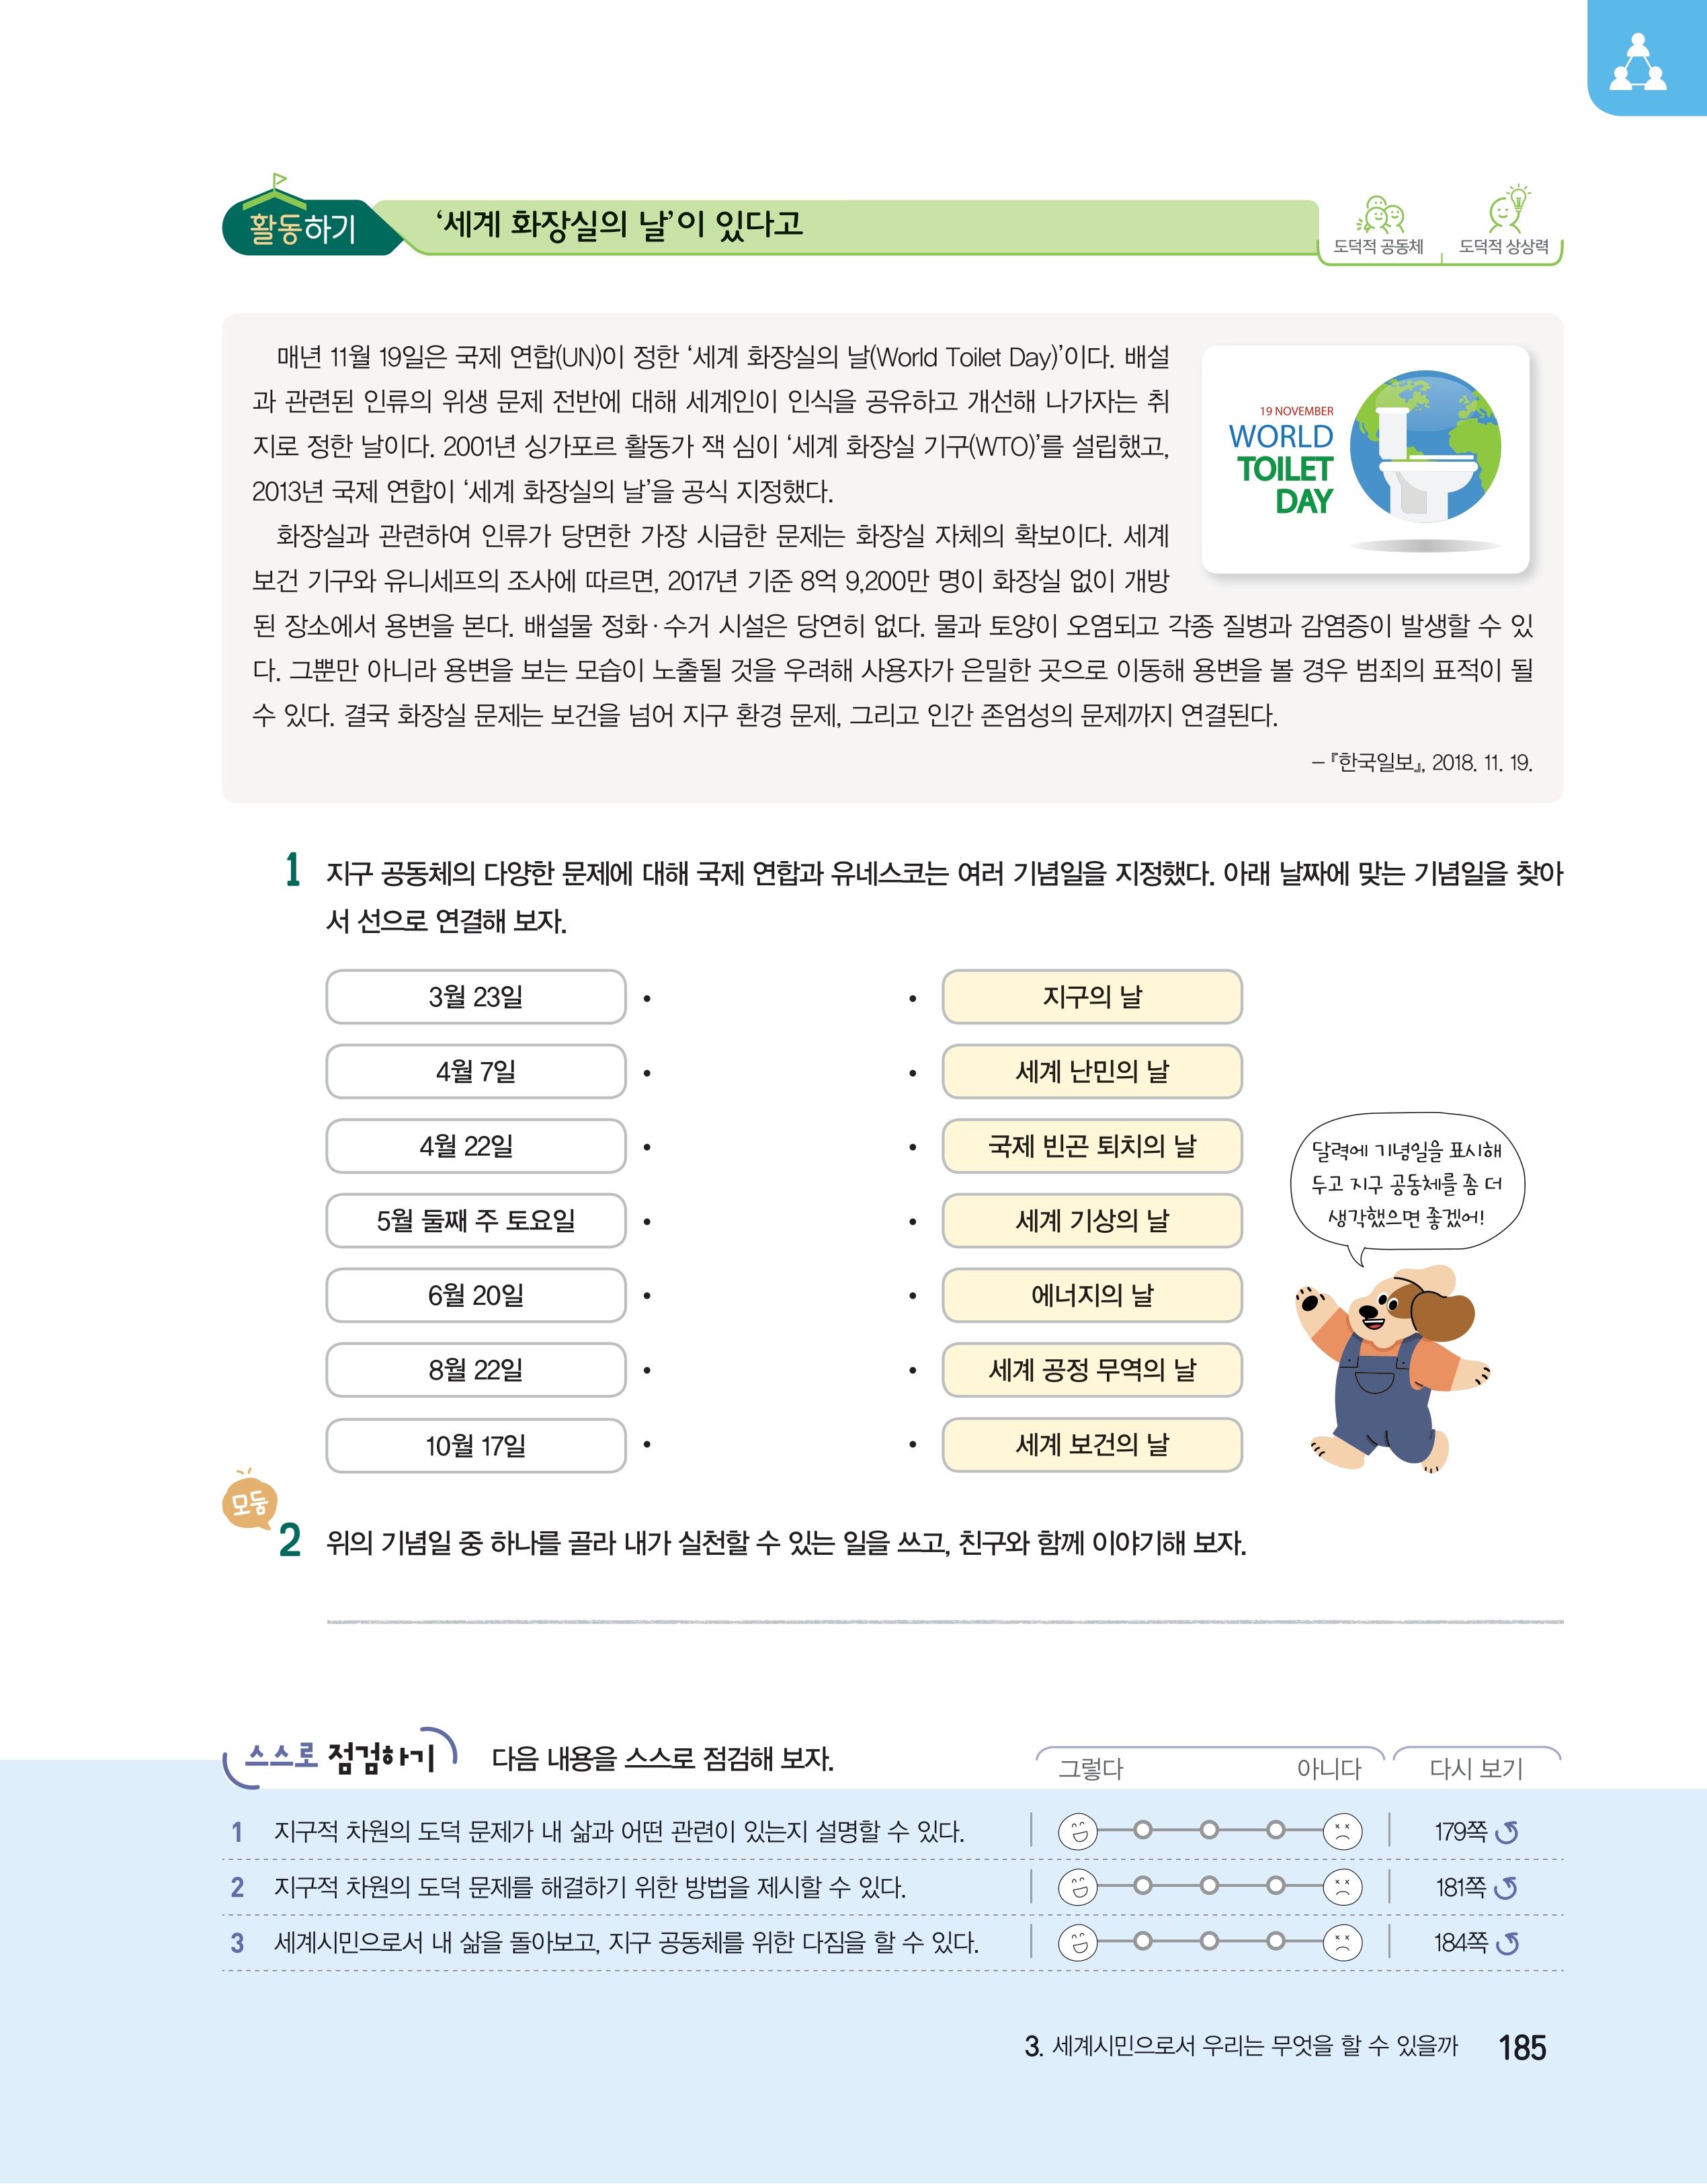 활동하기
‘세계 화장실의 날’이 있다고
도덕적 공동체
도덕적 상상력
매년 11월 19일은 국제 연합(UN)이 정한 ‘세계 화장실의 날(World Toilet Day)’이다. 배설
과 관련된 인류의 위생 문제 전반에 대해 세계인이 인식을 공유하고 개선해 나가자는 취
지로 정한 날이다. 2001년 싱가포르 활동가 잭 심이 ‘세계 화장실 기구(WTO)’를 설립했고,
2013년 국제 연합이 ‘세계 화장실의 날’을 공식 지정했다.
19 NOVEMBER
WORLD
TOILET
DAY
화장실과 관련하여 인류가 당면한 가장 시급한 문제는 화장실 자체의 확보이다. 세계
보건 기구와 유니세프의 조사에 따르면, 2017년 기준 8억 9,200만 명이 화장실 없이 개방
된 장소에서 용변을 본다. 배설물 정화·수거 시설은 당연히 없다. 물과 토양이 오염되고 각종 질병과 감염증이 발생할 수 있
다. 그뿐만 아니라 용변을 보는 모습이 노출될 것을 우려해 사용자가 은밀한 곳으로 이동해 용변을 볼 경우 범죄의 표적이 될
수 있다. 결국 화장실 문제는 보건을 넘어 지구 환경 문제, 그리고 인간 존엄성의 문제까지 연결된다.
– 『한국일보』, 2018. 11. 19.
1 지구 공동체의 다양한 문제에 대해 국제 연합과 유네스코는 여러 기념일을 지정했다. 아래 날짜에 맞는 기념일을 찾아
서 선으로 연결해 보자.
3월 23일 • • 지구의 날
4월 7일 • • 세계 난민의 날
4월 22일 • • 국제 빈곤 퇴치의 날
5월 둘째 주 토요일 • • 세계 기상의 날
6월 20일 • • 에너지의 날
8월 22일 • • 세계 공정 무역의 날
10월 17일 • • 세계 보건의 날
달력에 기념일을 표시해
두고 지구 공동체를 좀 더
생각했으면 좋겠어!
모둠
2 위의 기념일 중 하나를 골라 내가 실천할 수 있는 일을 쓰고, 친구와 함께 이야기해 보자.
스스로 점검하기 다음 내용을 스스로 점검해 보자. 그렇다 아니다 다시 보기
1 지구적 차원의 도덕 문제가 내 삶과 어떤 관련이 있는지 설명할 수 있다. 179쪽
2 지구적 차원의 도덕 문제를 해결하기 위한 방법을 제시할 수 있다. 181쪽
3 세계시민으로서 내 삶을 돌아보고, 지구 공동체를 위한 다짐을 할 수 있다. 184쪽
3. 세계시민으로서 우리는 무엇을 할 수 있을까 185